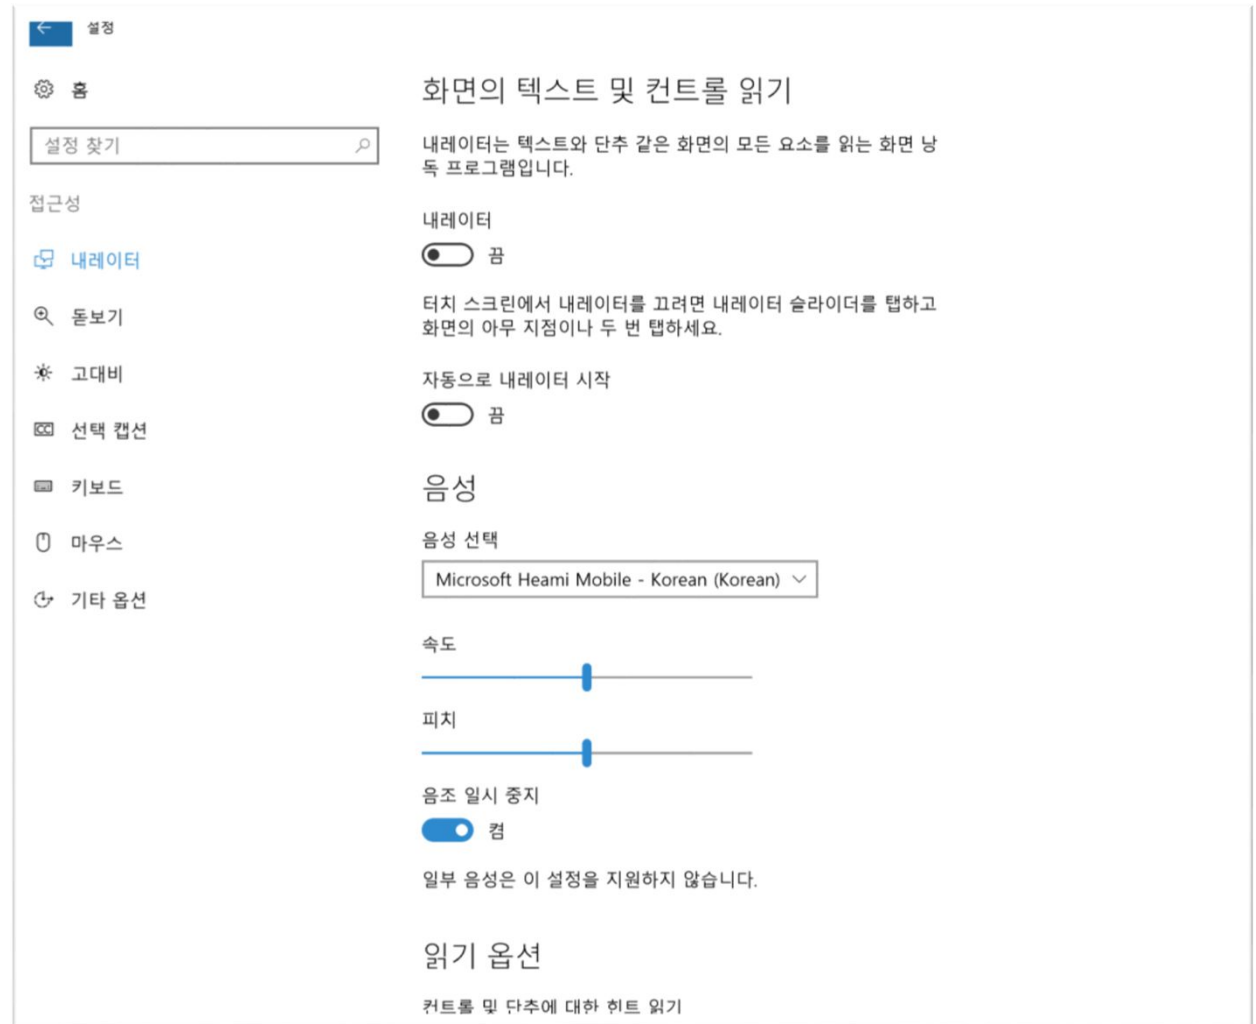 설정
홈
설정 찾기
접근성
내레이터
돋보기
고대비
선택 캡션
키보드
마우스
기타 옵션
화면의 텍스트 및 컨트롤 읽기
내레이터는 텍스트와 단추 같은 화면의 모든 요소를 읽는 화면 낭
독 프로그램입니다.
내레이터
끔
터치 스크린에서 내레이터를 끄려면 내레이터 슬라이더를 탭하고
화면의 아무 지점이나 두 번 탭하세요.
자동으로 내레이터 시작
끔
음성
음성 선택
Microsoft Heami Mobile - Korean (Korean)
속도
피치
음조 일시 중지
켬
일부 음성은 이 설정을 지원하지 않습니다.
읽기 옵션
컨트롤 및 단추에 대한 힌트 읽기